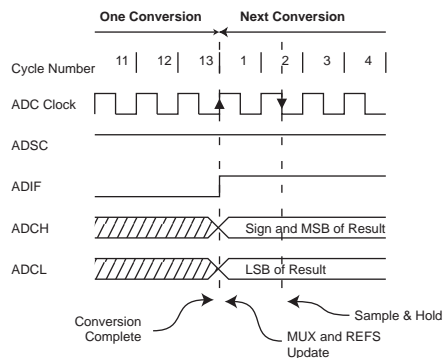 One Conversion Next Conversion
Cycle Number 11 12 13 1 2 3 4
ADC Clock
ADSC
ADIF
ADCH Sign and MSB of Result
ADCL LSB of Result
Conversion
Complete
MUX and REFS
Update
Sample & Hold